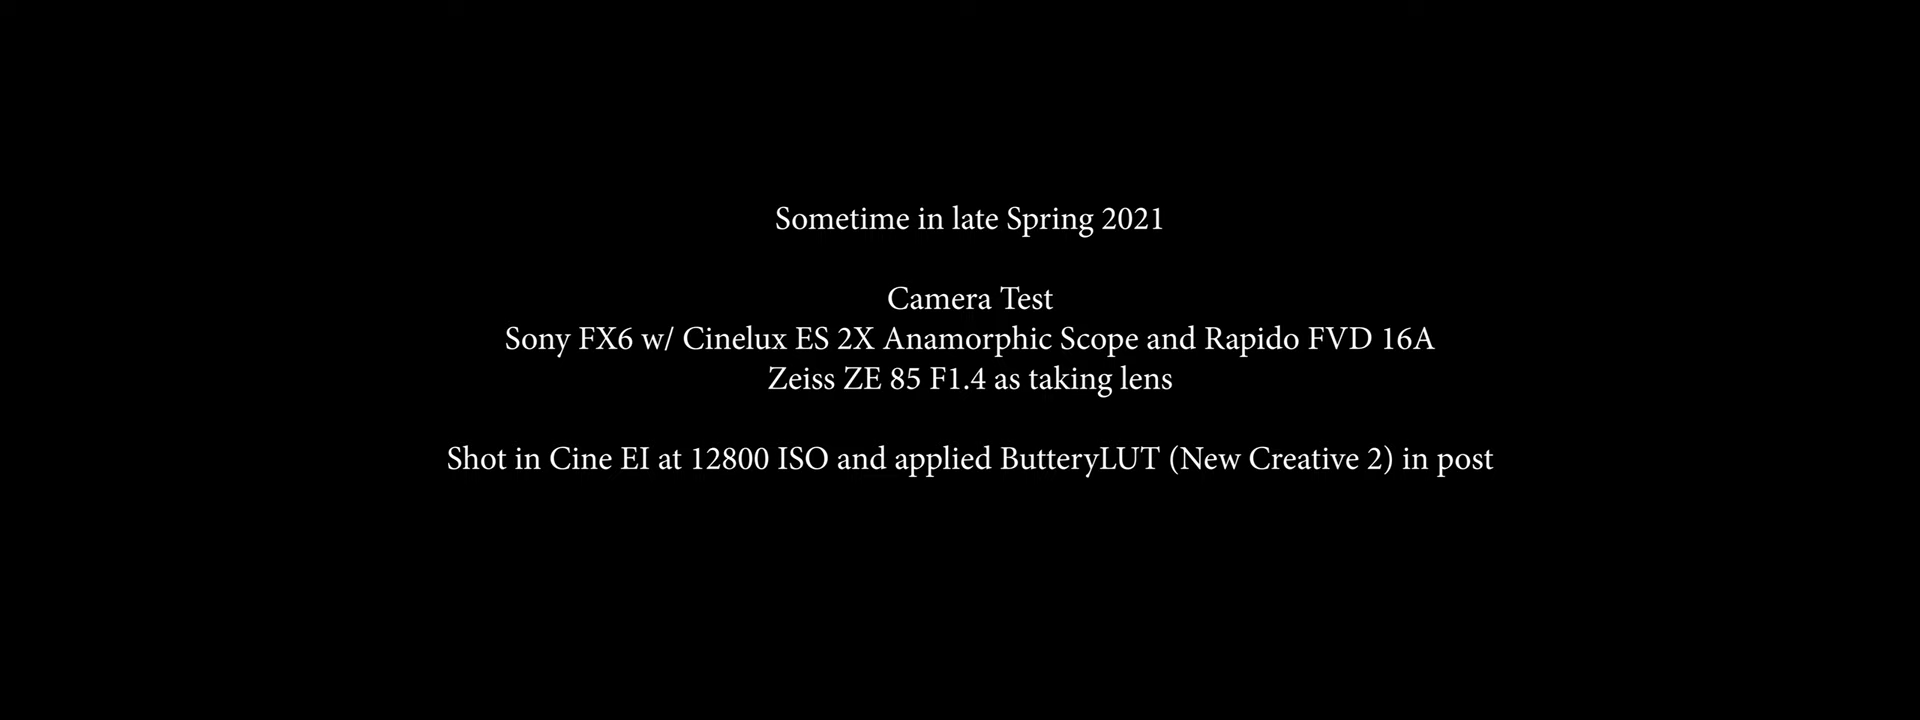 Sometime in late Spring 2021
Camera Test
Sony FX6 w/ Cinelux ES 2X Anamorphic Scope and Rapido FVD 16A
Zeiss ZE 85 F1.4 as taking lens
Shot in Cine EI at 12800 ISO and applied ButteryLUT (New Creative 2) in post